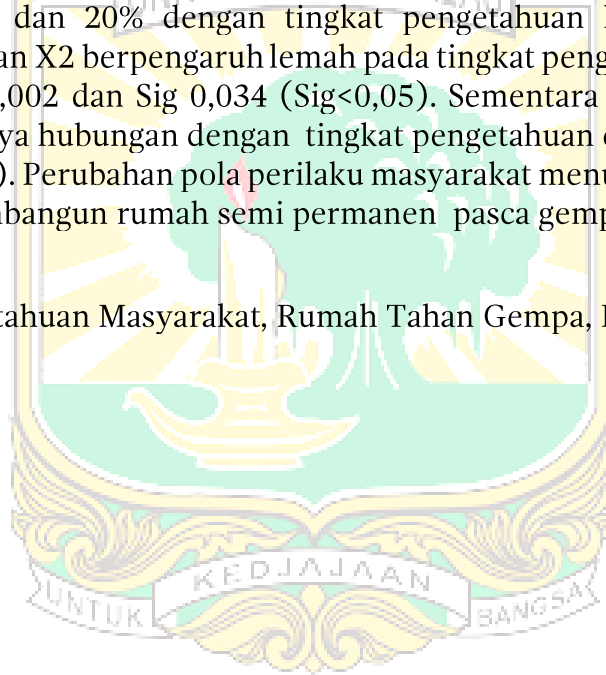 dan 20% dengan tingkat pengetahuan
an X2 berpengaruh lemah pada tingkat peng
,002 dan Sig 0,034 (Sig<0,05). Sementara
ya hubungan dengan tingkat pengetahuan
). Perubahan pola perilaku masyarakat menu
bangun rumah semi permanen pasca gemp
tahuan Masyarakat, Rumah Tahan Gempa,
UNTUK KEDJAJAAN BANGSA